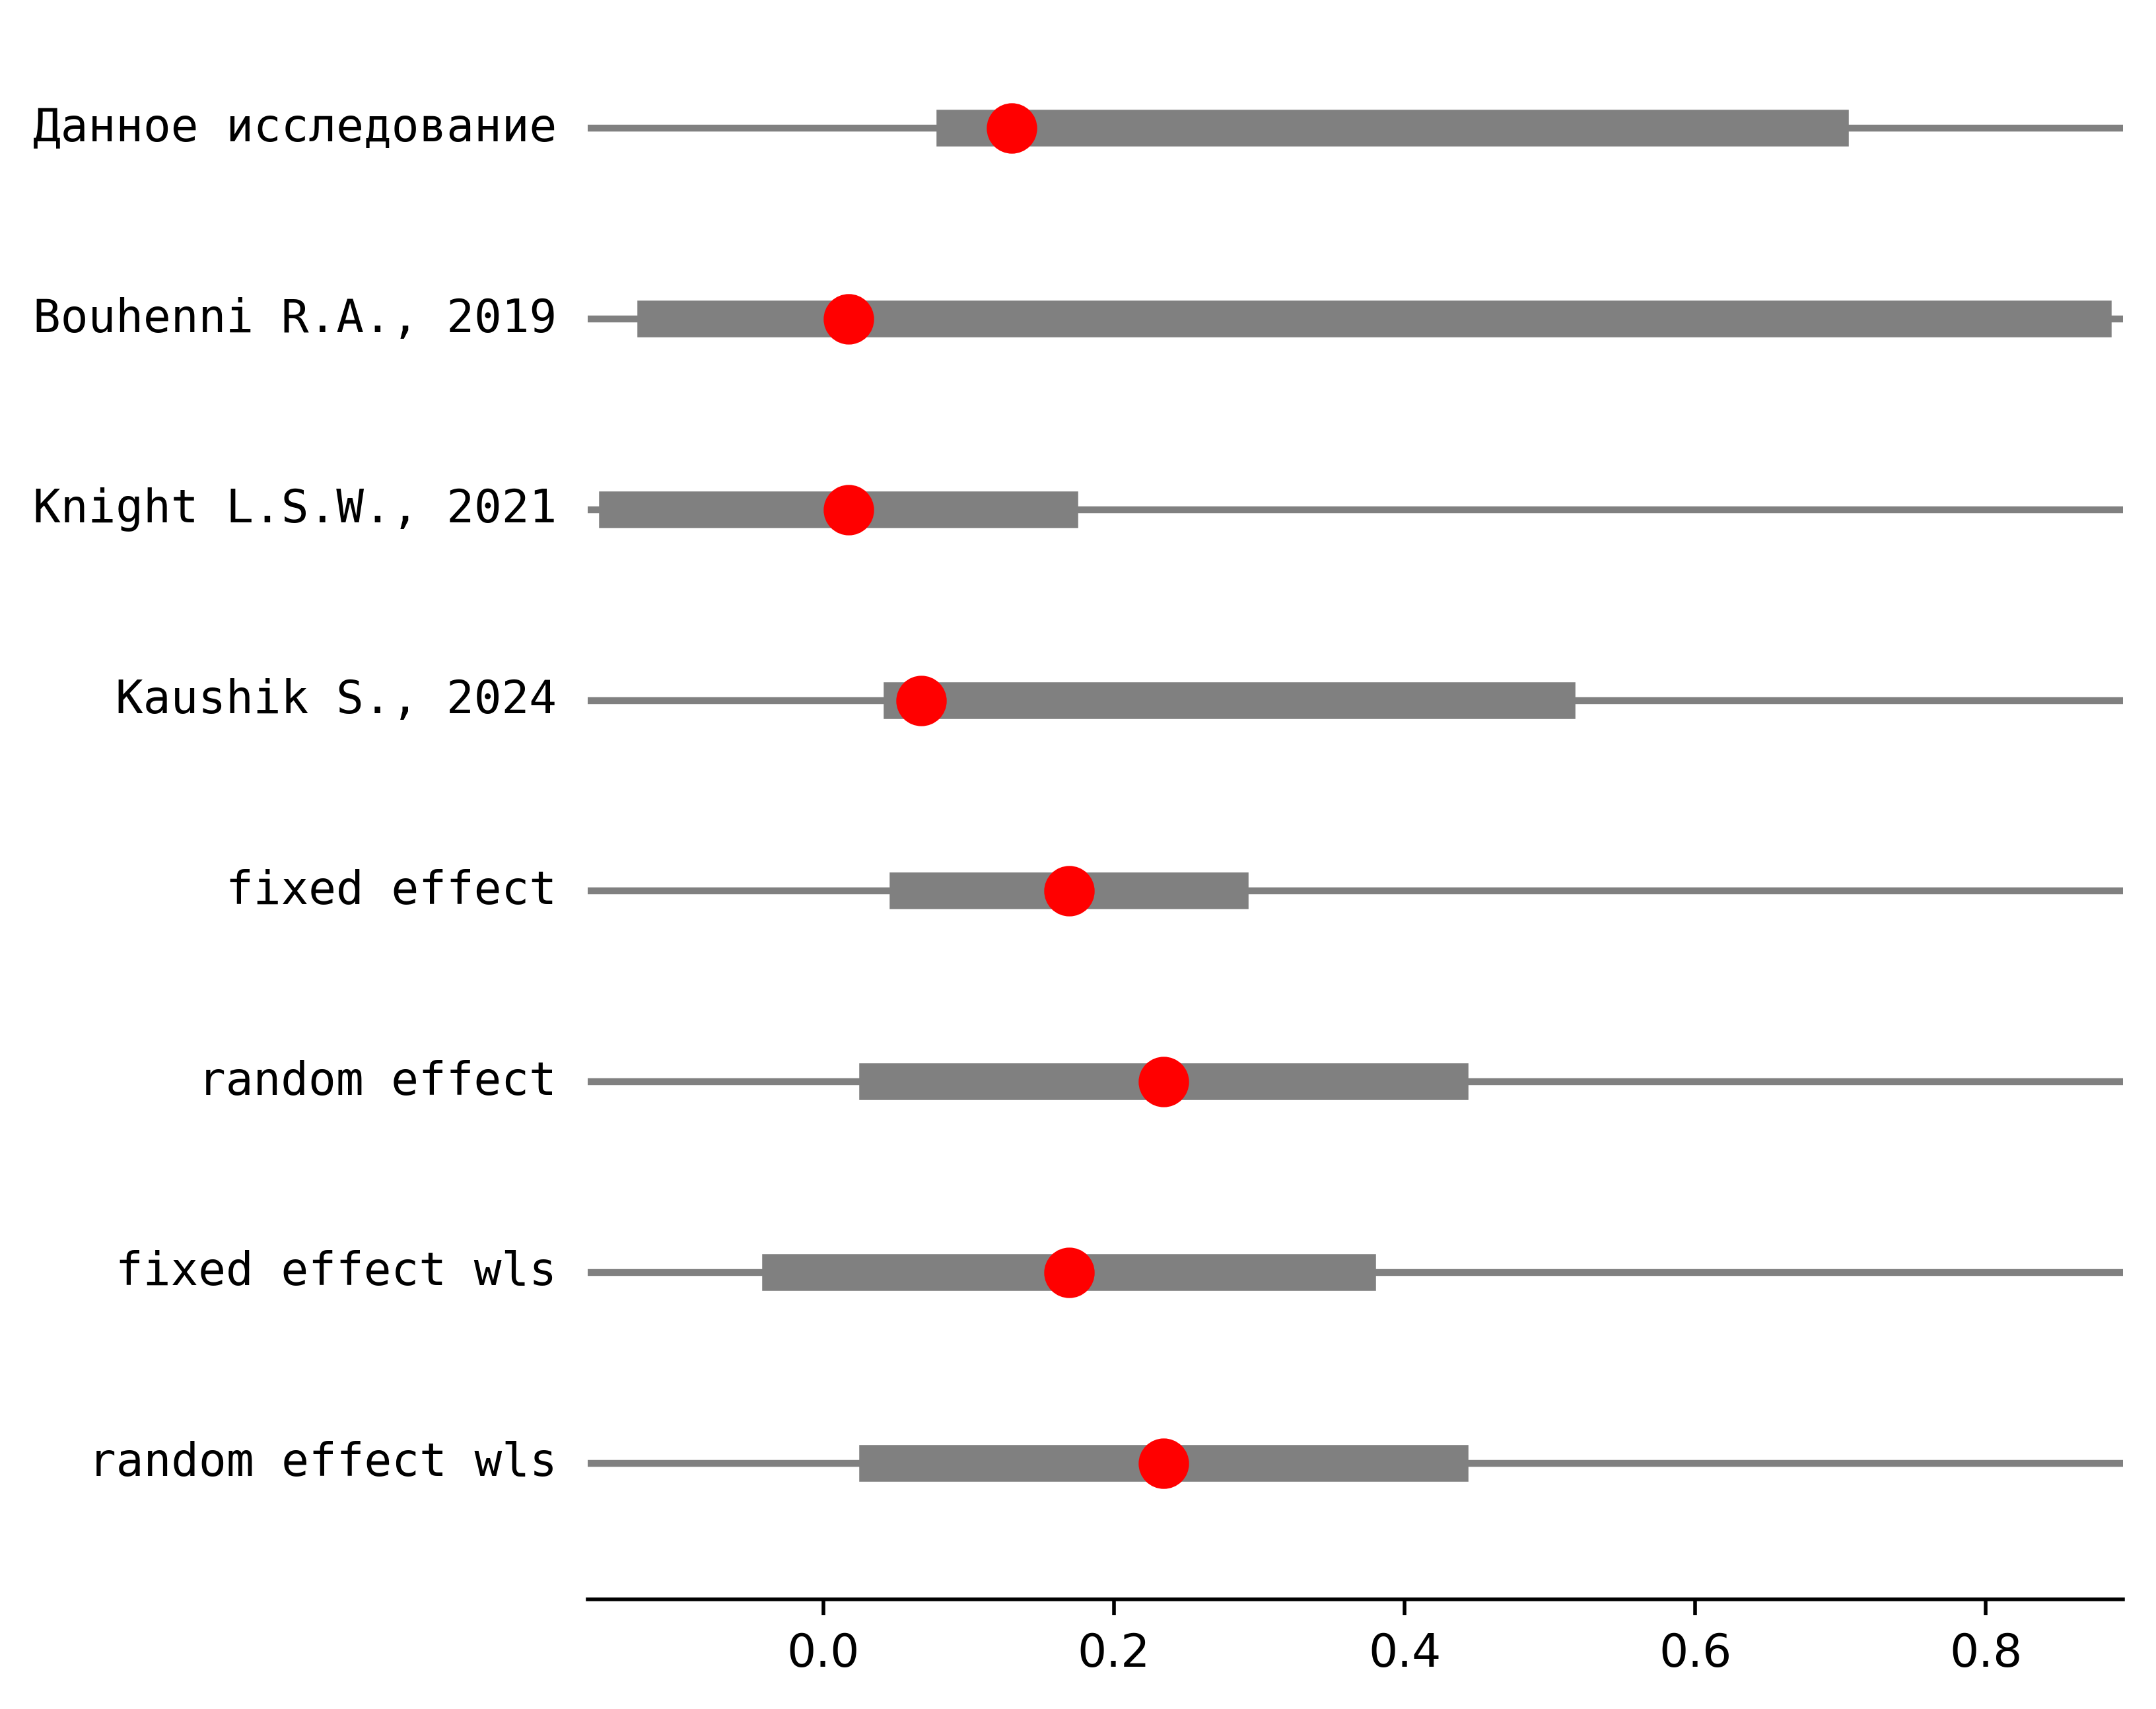 Данное исследование
Bouhenni R.A., 2019
Knight L.S.W., 2021
Kaushik S., 2024
fixed effect
random effect
fixed effect wls
random effect wls
0.0 0.2 0.4 0.6 0.8